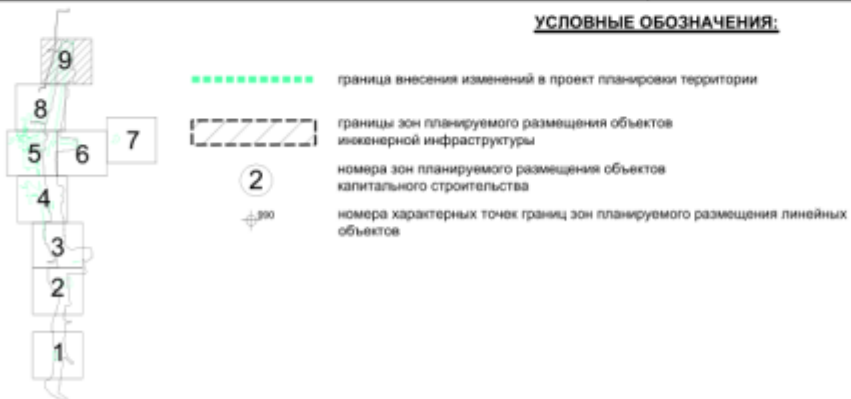 УСЛОВНЫЕ ОБОЗНАЧЕНИЯ:
9
8
5
6
7
4
3
2
1
граница внесения изменений в проект планировки территории
границы зон планируемого размещения объектов
инженерной инфраструктуры
2
номера зон планируемого размещения объектов
капитального строительства
номера характерных точек границ зон планируемого размещения линейных
объектов